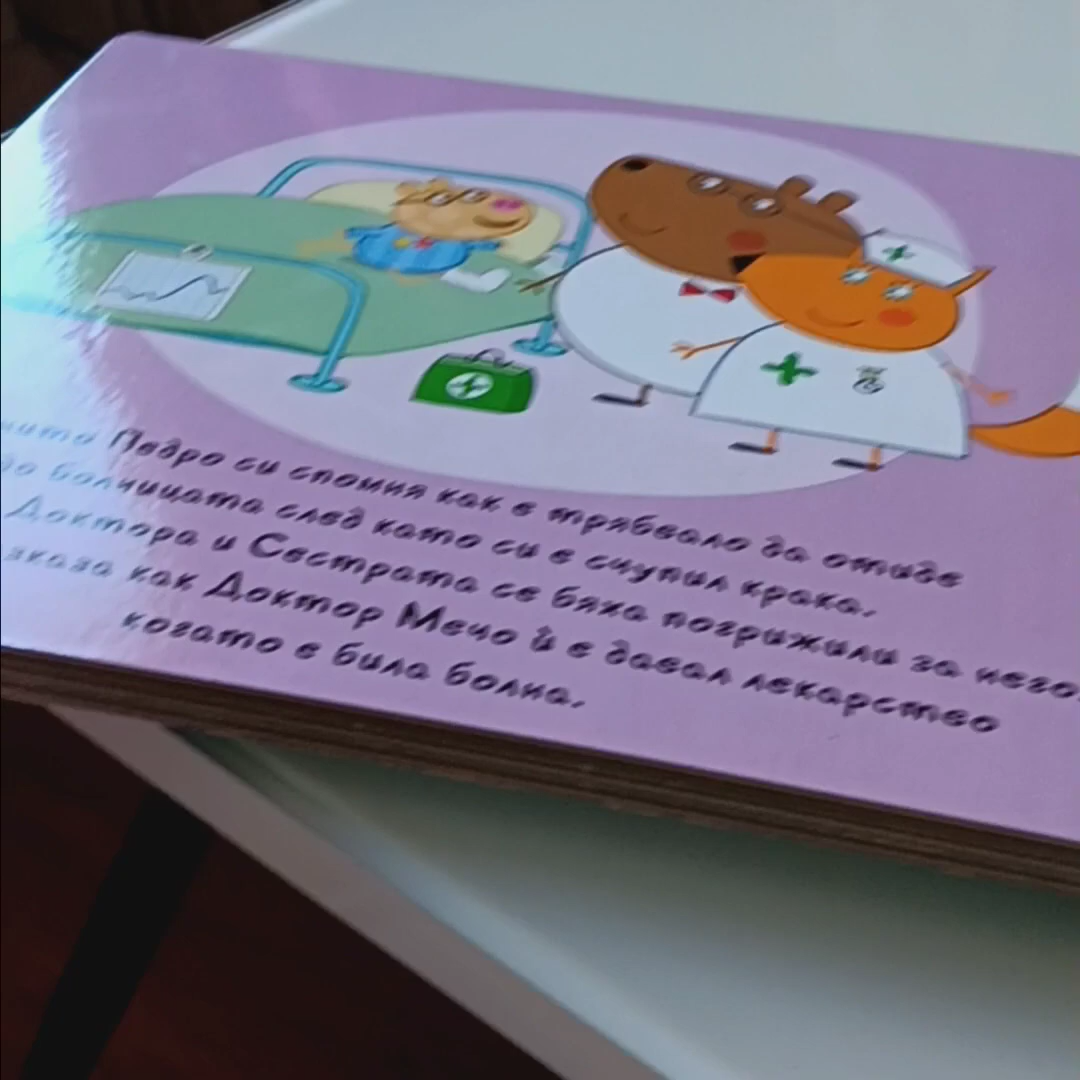 Педро си спомня как е трябвало да отиде
до болницата след като си е счупил крака.
Доктора и Сестрата се бяха погрижили за него.
как Доктор Мечо ѝ е давал лекарство
когато е била болна.